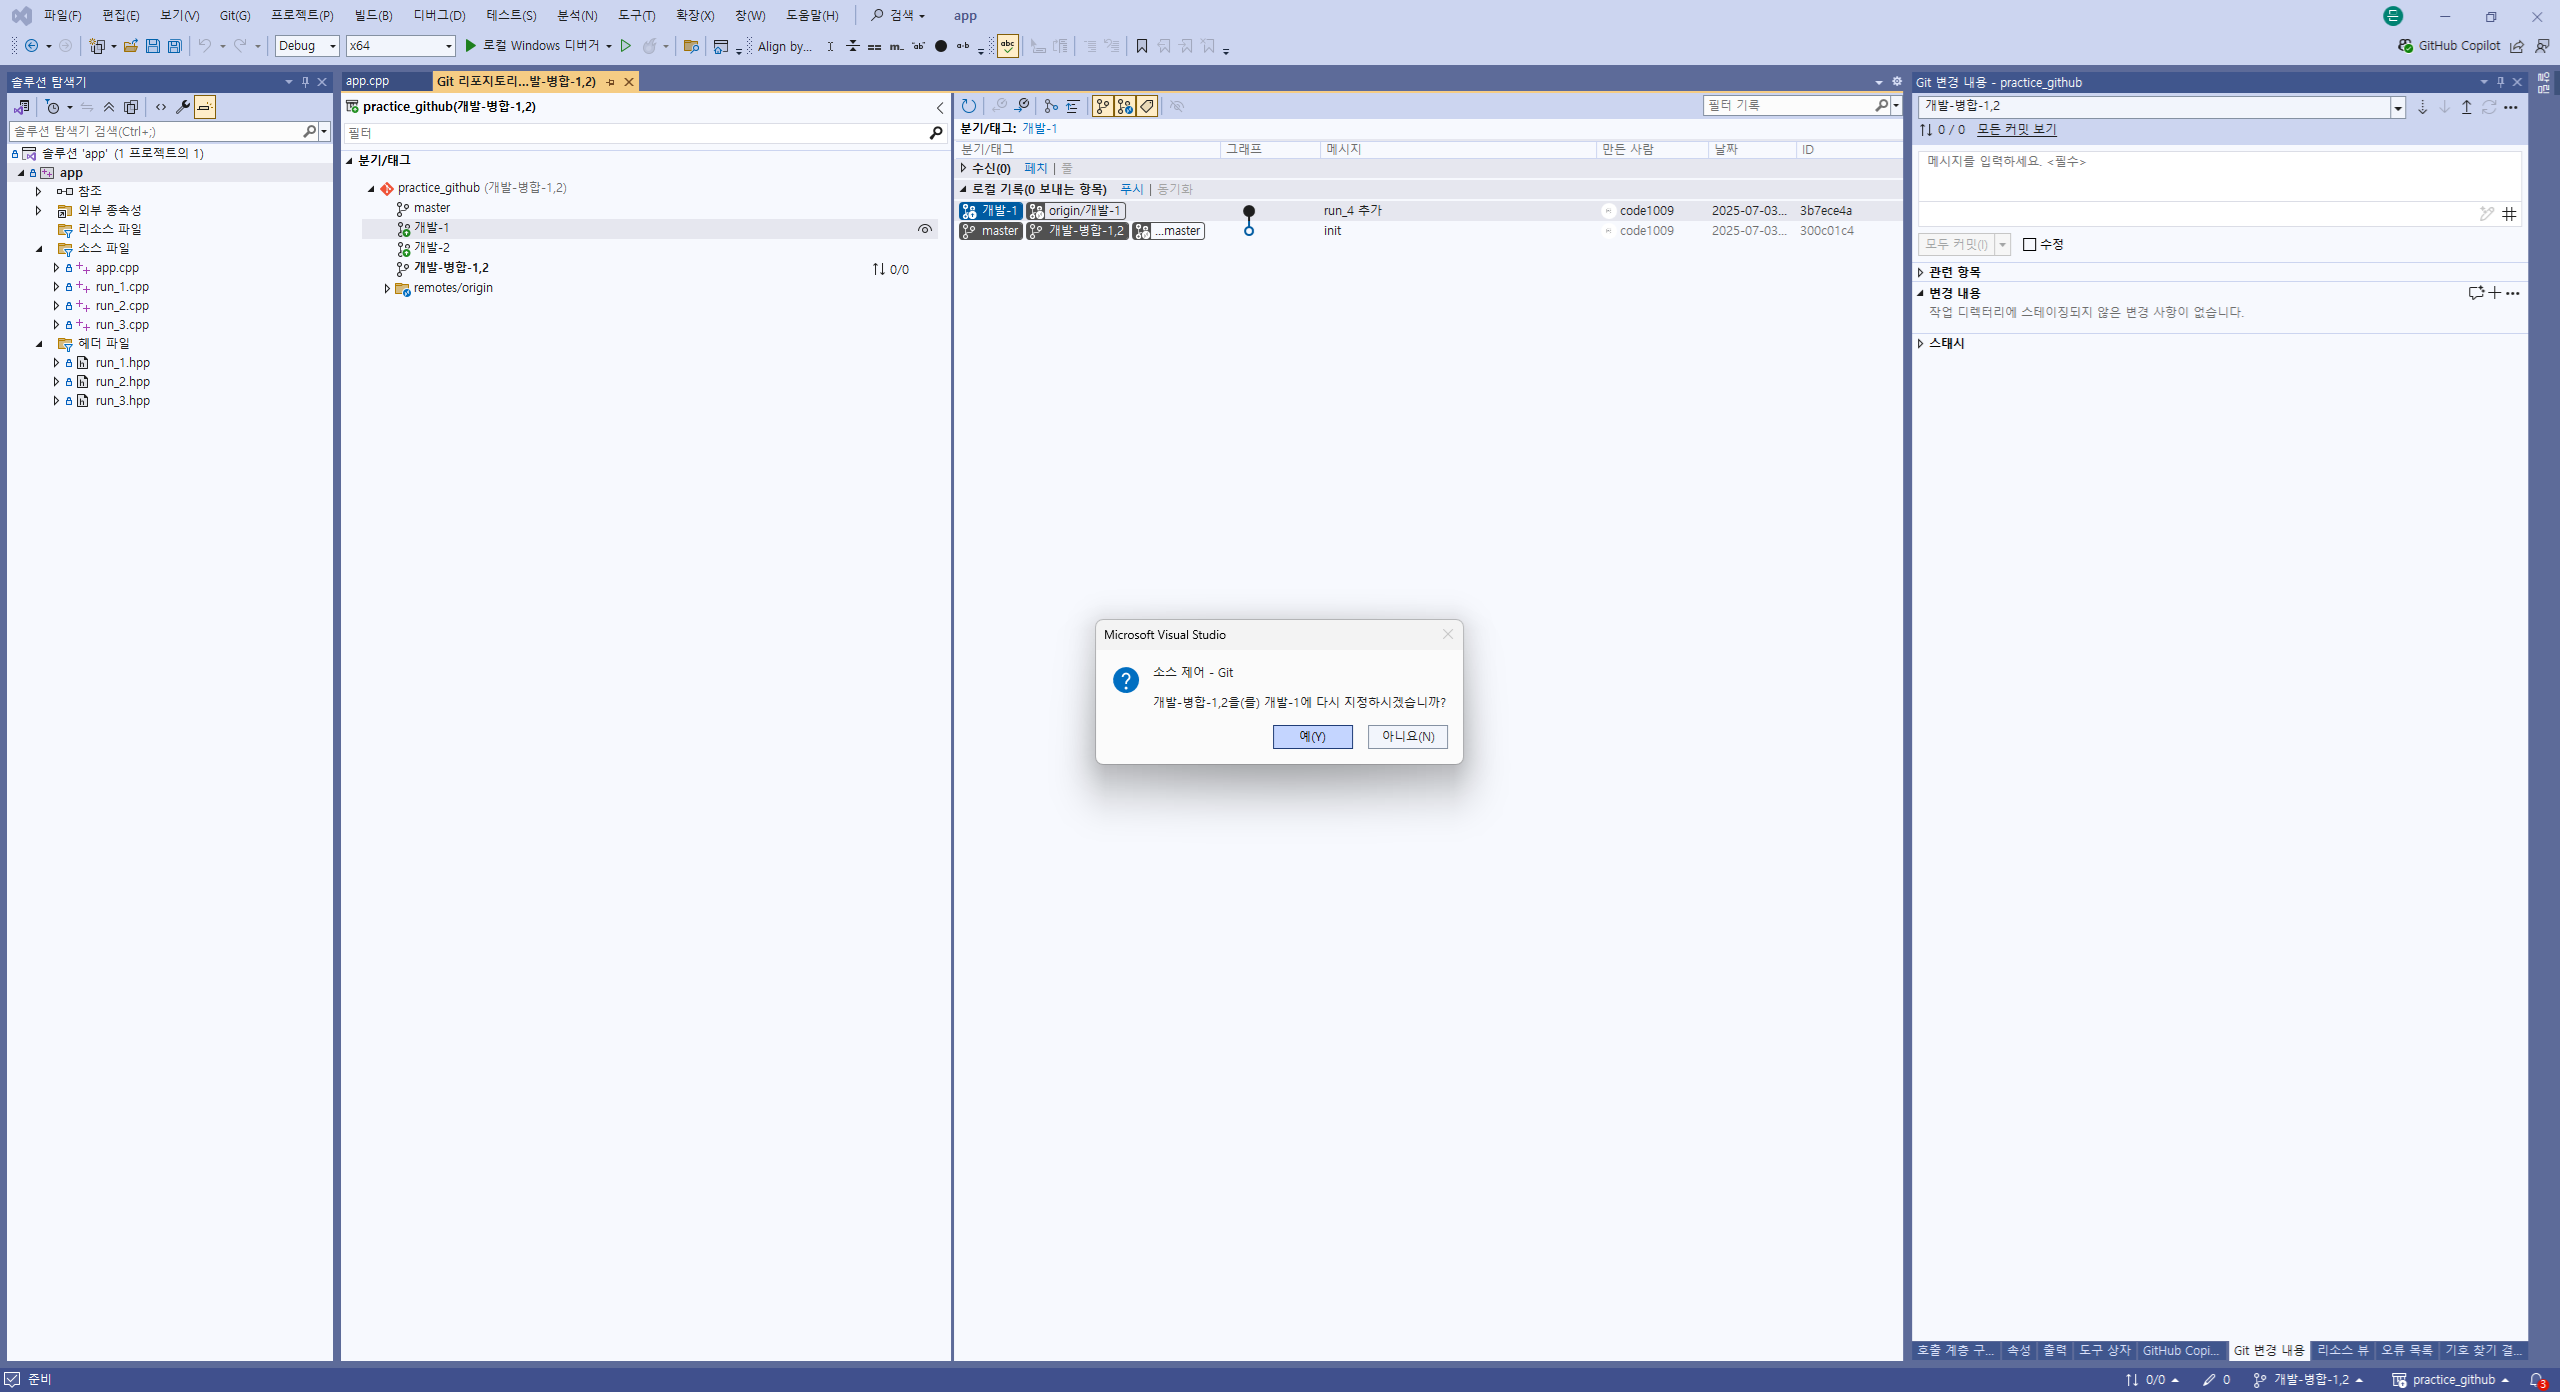 파일(F) 편집(E) 보기(V) Git(G) 프로젝트(P) 빌드(B) 디버그(D) 테스트(S) 분석(N) 도구(T) 확장(X) 창(W) 도움말(H) 검색 app 든
Debug x64 로컬 Windows 디버거 Align by... GitHub Copilot
솔루션 탐색기
솔루션 탐색기 검색(Ctrl+;)
솔루션 'app' (1 프로젝트의 1)
app
참조
외부 종속성
리소스 파일
소스 파일
app.cpp
run_1.cpp
run_2.cpp
run_3.cpp
헤더 파일
run_1.hpp
run_2.hpp
run_3.hpp
app.cpp Git 리포지토리...발-병합-1,2)
practice_github(개발-병합-1,2)
필터
분기/태그
practice_github (개발-병합-1,2)
master
개발-1
개발-2
개발-병합-1,2 0/0
remotes/origin
필터 기록
분기/태그: 개발-1
분기/태그 그래프 메시지 만든 사람 날짜 ID
수신(0) 페치 | 풀
로컬 기록(0 보내는 항목) 푸시 | 동기화
개발-1 origin/개발-1 run_4 추가 code1009 2025-07-03... 3b7ece4a
master 개발-병합-1,2 ...master init code1009 2025-07-03... 300c01c4
Microsoft Visual Studio
소스 제어 - Git
개발-병합-1,2을(를) 개발-1에 다시 지정하시겠습니까?
예(Y) 아니요(N)
Git 변경 내용 - practice_github
개발-병합-1,2
0 / 0 모든 커밋 보기
메시지를 입력하세요. <필수>
모두 커밋(I) 수정
관련 항목
변경 내용
작업 디렉터리에 스테이징되지 않은 변경 사항이 없습니다.
스태시
호출 계층 구... 속성 출력 도구 상자 GitHub Copi... Git 변경 내용 리소스 뷰 오류 목록 기호 찾기 결...
준비 0/0 0 개발-병합-1,2 practice_github 3